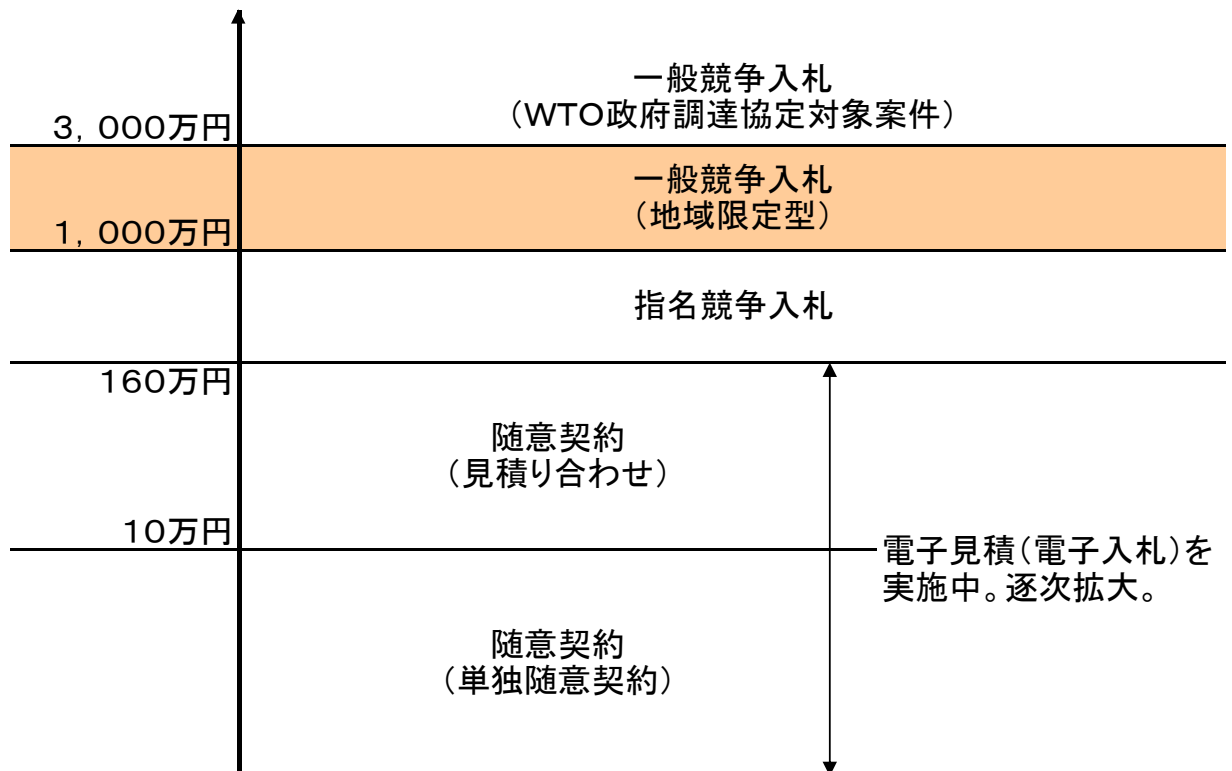 一般競争入札
（WTO政府調達協定対象案件）
３，０００万円
一般競争入札
（地域限定型）
１，０００万円
指名競争入札
１６０万円
随意契約
（見積り合わせ）
１０万円
電子見積（電子入札）を
実施中。逐次拡大。
随意契約
（単独随意契約）